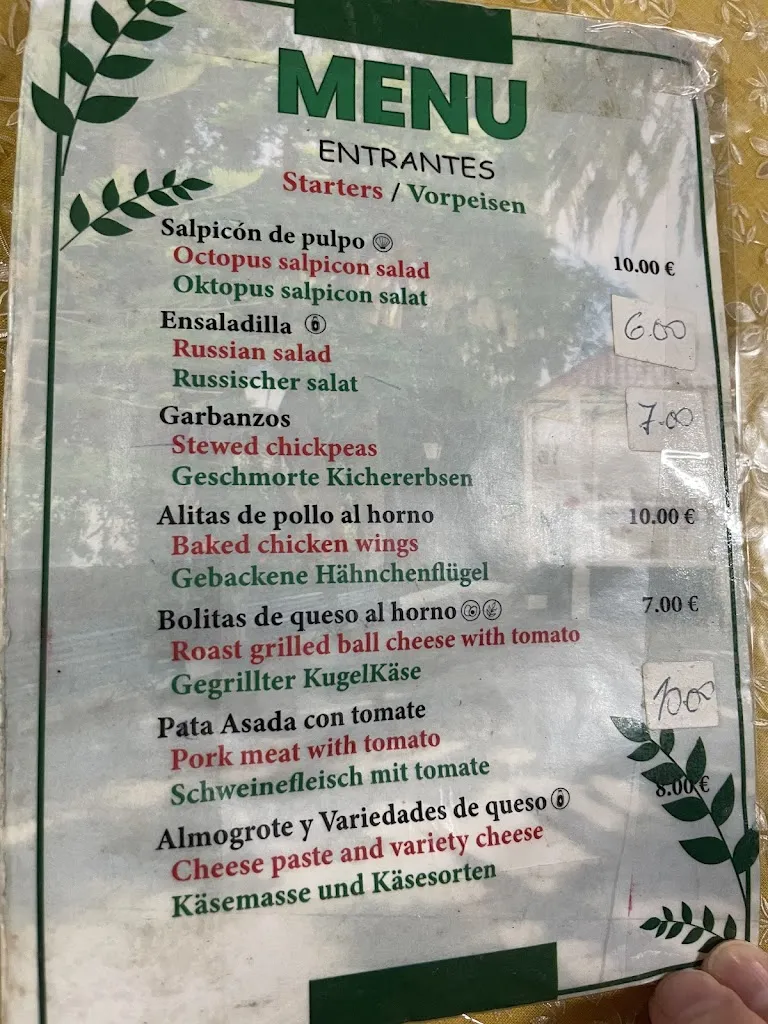 MENU
ENTRANTES
Starters / Vorpeisen
Salpicón de pulpo
Octopus salpicon salad 10.00 €
Oktopus salpicon salat
Ensaladilla 6.00
Russian salad
Russischer salat
Garbanzos 7.00
Stewed chickpeas
Geschmorte Kichererbsen
Alitas de pollo al horno 10.00 €
Baked chicken wings
Gebackene Hähnchenflügel
Bolitas de queso al horno 7.00 €
Roast grilled ball cheese with tomato
Gegrillter KugelKäse
Pata Asada con tomate 10.00
Pork meat with tomato
Schweinefleisch mit tomate
Almogrote y Variedades de queso 8.00 €
Cheese paste and variety cheese
Käsemasse und Käsesorten